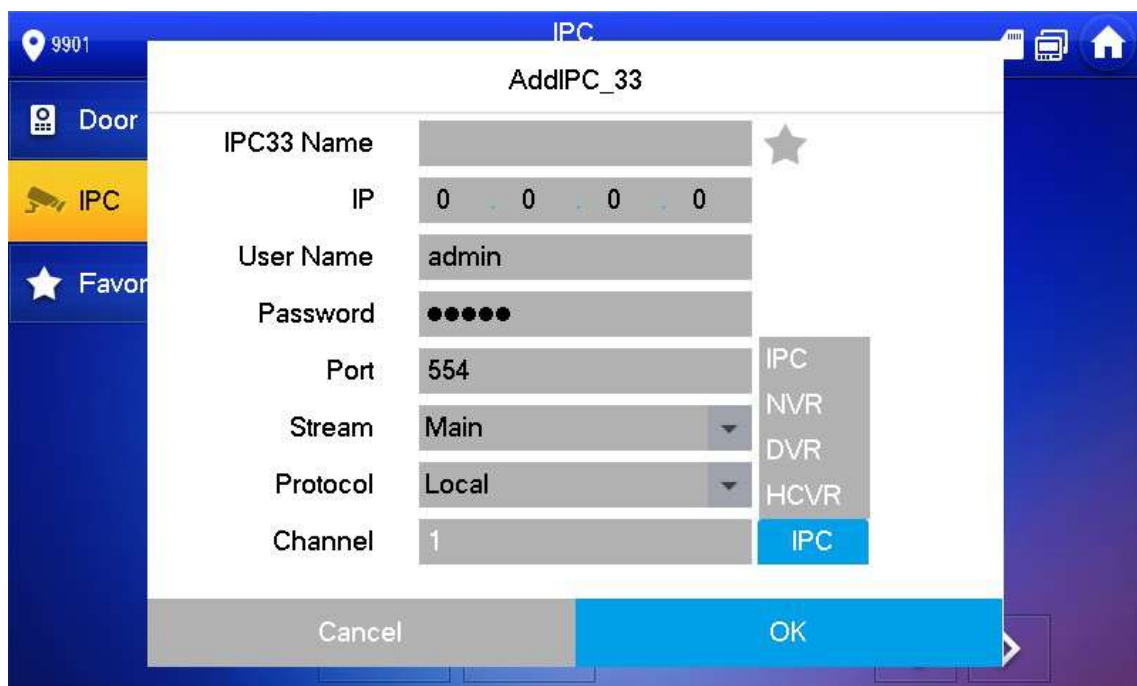 9901
IPC
AddIPC_33
Door
IPC
Favor
IPC33 Name
IP 0 . 0 . 0 . 0
User Name admin
Password ●●●●●
Port 554
Stream Main
Protocol Local
Channel 1
IPC
NVR
DVR
HCVR
IPC
Cancel
OK